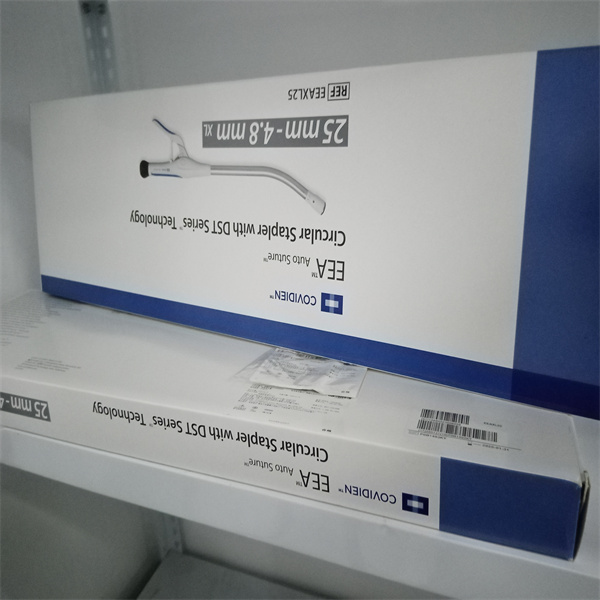 COVIDIEN™
EEA™ Auto Suture™
Circular Stapler with DST Series™ Technology
25 mm - 4.8 mm XL
REF EEAXL25
COVIDIEN™
EEA™ Auto Suture™
Circular Stapler with DST Series™ Technology
25 mm - 4